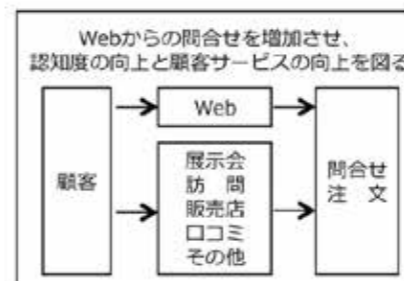 Webからの問合せを増加させ、
認知度の向上と顧客サービスの向上を図る
顧客
Web
展示会
訪　問
販売店
口コミ
その他
問合せ
注　文